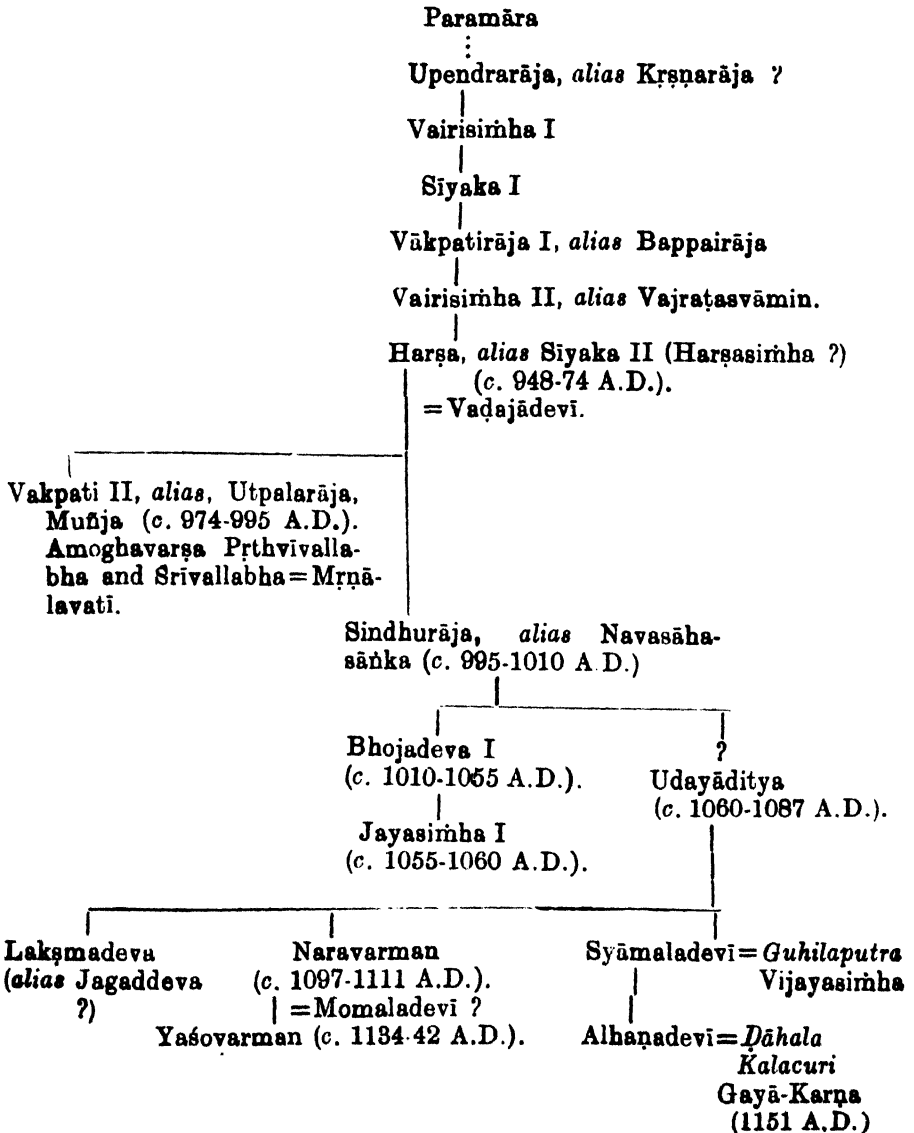 Paramāra
Upendrarāja, alias Kṛṣṇarāja ?
Vairisiṁha I
Sīyaka I
Vākpatirāja I, alias Bappairāja
Vairisiṁha II, alias Vajraṭasvāmin.
Harṣa, alias Sīyaka II (Harṣasiṁha ?)
(c. 948-74 A.D.).
=Vaḍajādevī.
Vakpati II, alias, Utpalarāja,
Muñja (c. 974-995 A.D.).
Amoghavarṣa Pṛthvīvalla-
bha and Śrīvallabha=Mṛṇā-
lavatī.
Sindhurāja, alias Navasāha-
sāṅka (c. 995-1010 A.D.)
Bhojadeva I
(c. 1010-1055 A.D.).
Jayasiṁha I
(c. 1055-1060 A.D.).
?
Udayāditya
(c. 1060-1087 A.D.).
Lakṣmadeva
(alias Jagaddeva
?)
Naravarman
(c. 1097-1111 A.D.).
=Momaladevī ?
Yaśovarman (c. 1134-42 A.D.).
Syāmaladevī=Guhilaputra
Vijayasiṁha
Alhaṇadevī=Ḍāhala
Kalacuri
Gayā-Karṇa
(1151 A.D.)